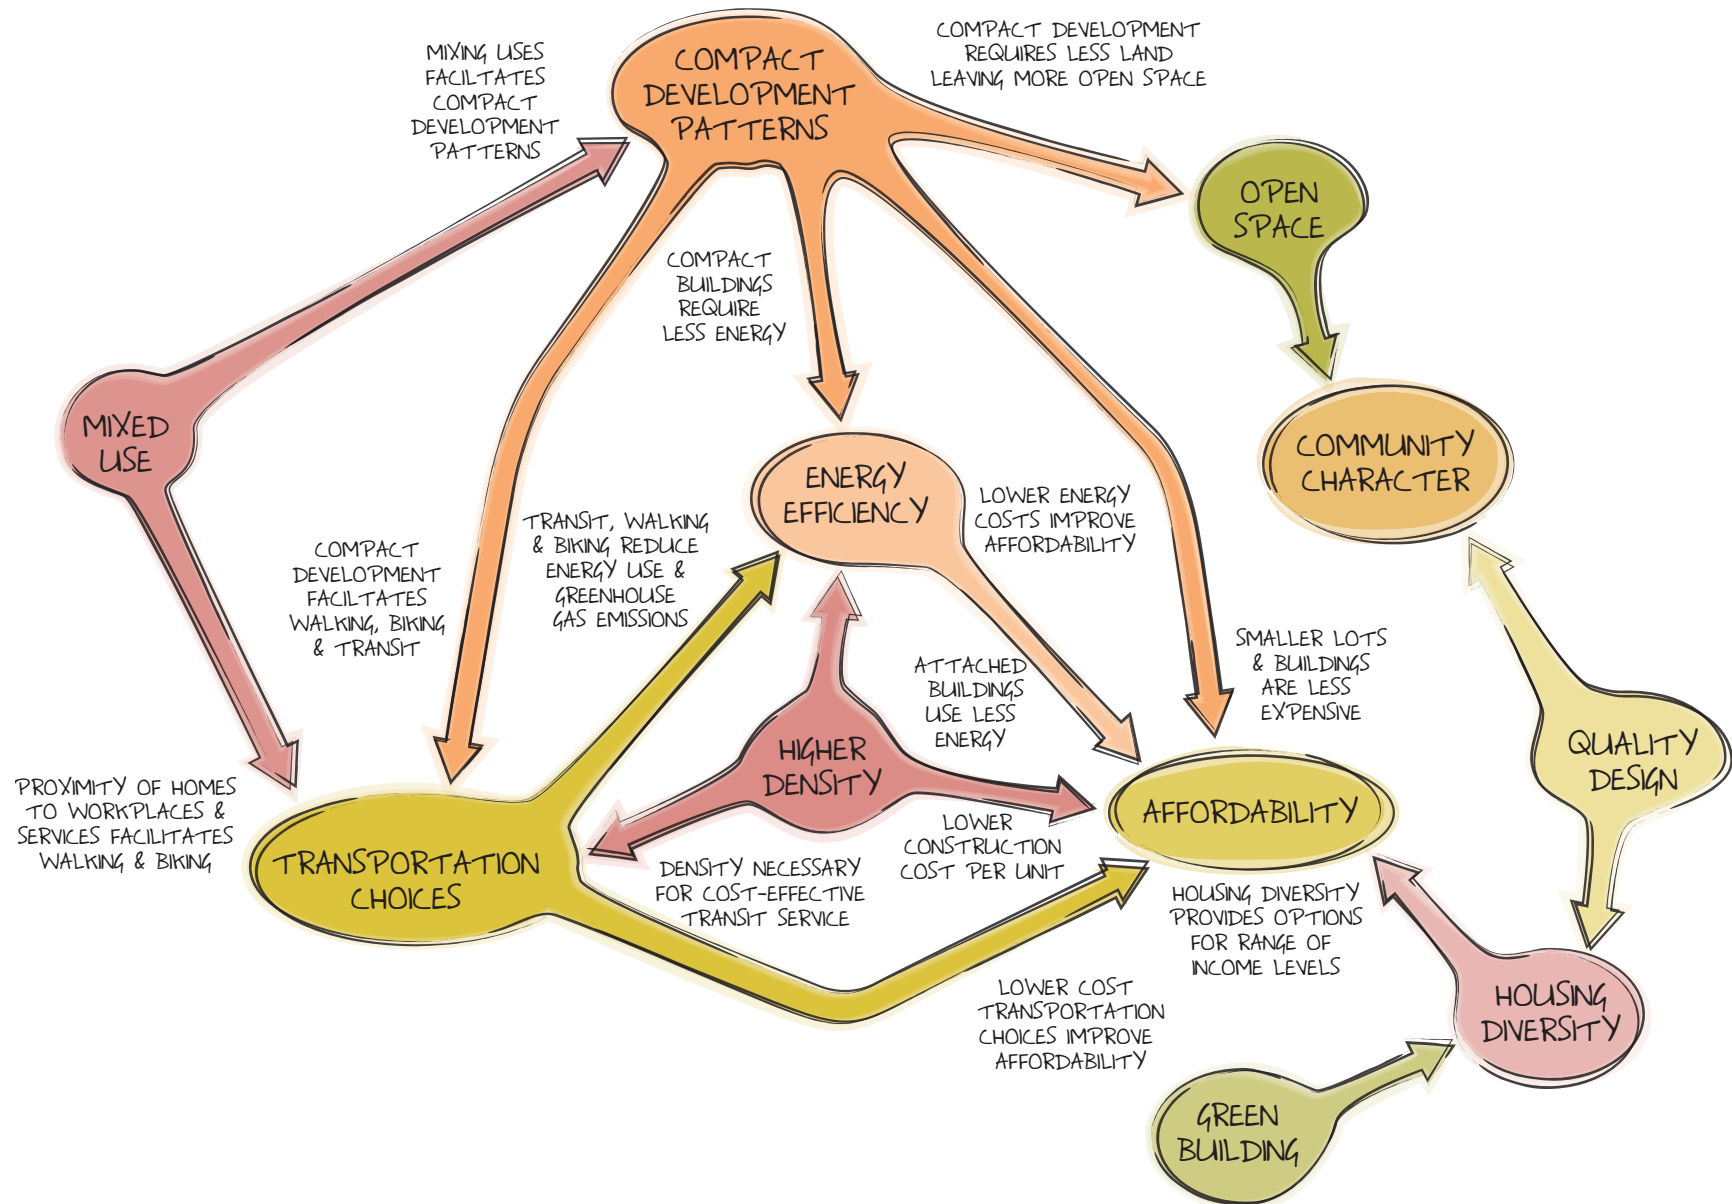 MIXING USES
FACILTATES
COMPACT
DEVELOPMENT
PATTERNS
COMPACT
DEVELOPMENT
PATTERNS
COMPACT DEVELOPMENT
REQUIRES LESS LAND
LEAVING MORE OPEN SPACE
OPEN
SPACE
COMPACT
BUILDINGS
REQUIRE
LESS ENERGY
MIXED
USE
COMMUNITY
CHARACTER
ENERGY
EFFICIENCY
LOWER ENERGY
COSTS IMPROVE
AFFORDABILITY
TRANSIT, WALKING
& BIKING REDUCE
ENERGY USE &
GREENHOUSE
GAS EMISSIONS
COMPACT
DEVELOPMENT
FACILTATES
WALKING, BIKING
& TRANSIT
SMALLER LOTS
& BUILDINGS
ARE LESS
EXPENSIVE
ATTACHED
BUILDINGS
USE LESS
ENERGY
HIGHER
DENSITY
QUALITY
DESIGN
PROXIMITY OF HOMES
TO WORKPLACES &
SERVICES FACILITATES
WALKING & BIKING
AFFORDABILITY
TRANSPORTATION
CHOICES
LOWER
CONSTRUCTION
COST PER UNIT
DENSITY NECESSARY
FOR COST-EFFECTIVE
TRANSIT SERVICE
HOUSING DIVERSITY
PROVIDES OPTIONS
FOR RANGE OF
INCOME LEVELS
LOWER COST
TRANSPORTATION
CHOICES IMPROVE
AFFORDABILITY
HOUSING
DIVERSITY
GREEN
BUILDING